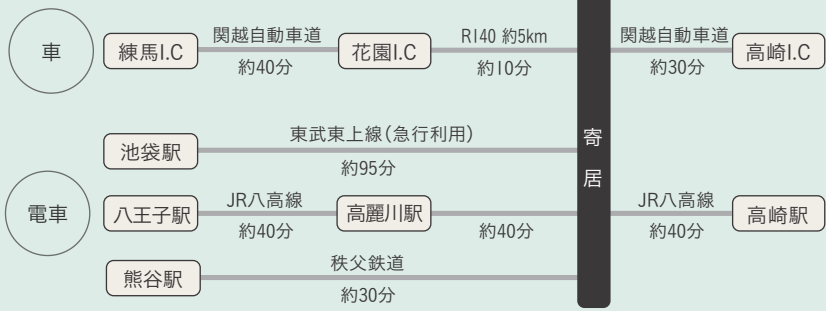 車
練馬I.C
関越自動車道
約40分
花園I.C
R140 約5km
約10分
関越自動車道
約30分
高崎I.C
寄居
電車
池袋駅
東武東上線(急行利用)
約95分
八王子駅
JR八高線
約40分
高麗川駅
約40分
JR八高線
約40分
高崎駅
熊谷駅
秩父鉄道
約30分